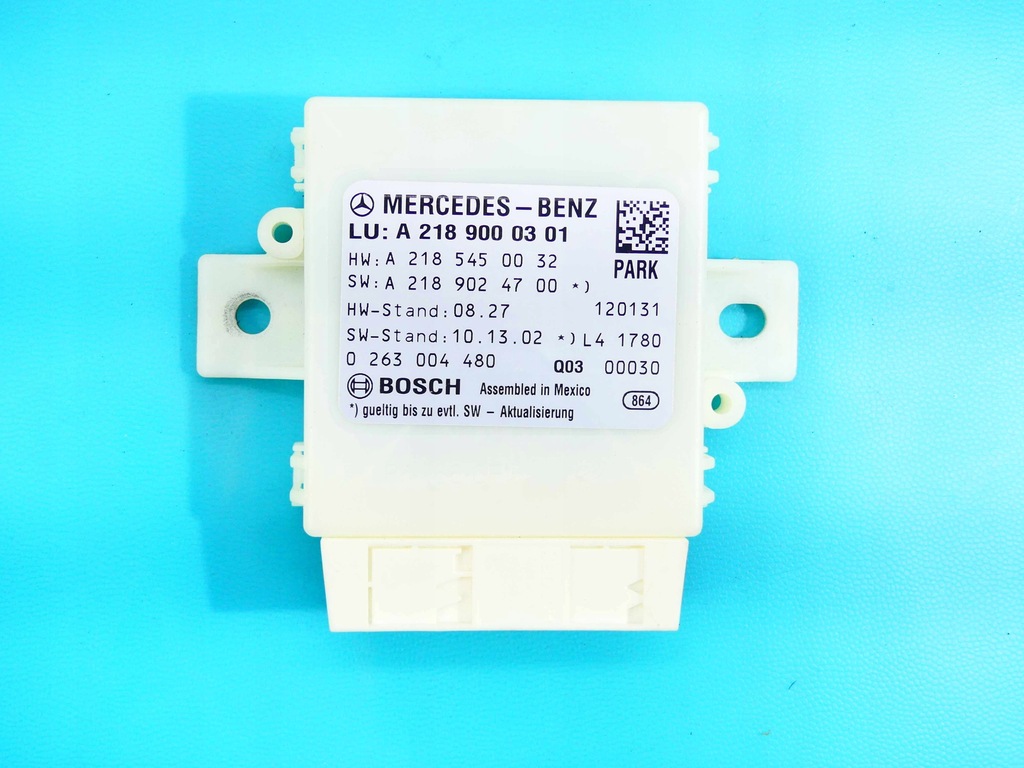 MERCEDES-BENZ
LU: A 218 900 03 01
HW: A 218 545 00 32
PARK
SW: A 218 902 47 00 *)
HW-Stand: 08.27 120131
SW-Stand: 10.13.02 *) L4 1780
0 263 004 480 Q03 00030
BOSCH Assembled in Mexico 864
*) gueltig bis zu evtl. SW - Aktualisierung